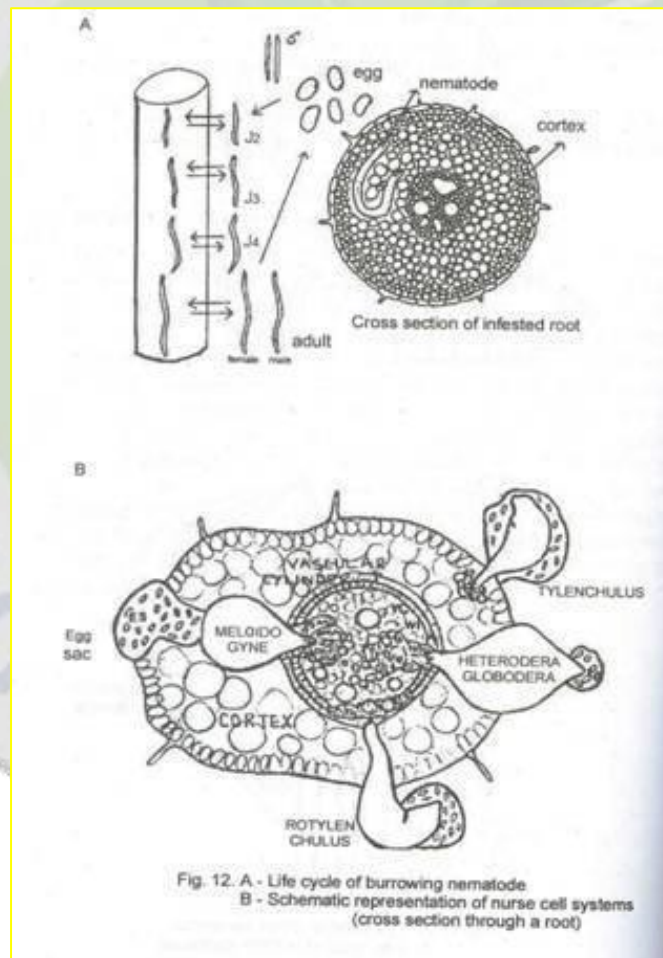 A
egg
nematode
cortex
J2
J3
J4
Cross section of infested root
adult
female male
B
VASCULAR
CYLINDER
TYLENCHULUS
ES
Egg
sac
MELOIDO
GYNE
HETERODERA
GLOBODERA
CORTEX
ROTYLEN
CHULUS
Fig. 12. A - Life cycle of burrowing nematode
B - Schematic representation of nurse cell systems
(cross section through a root)